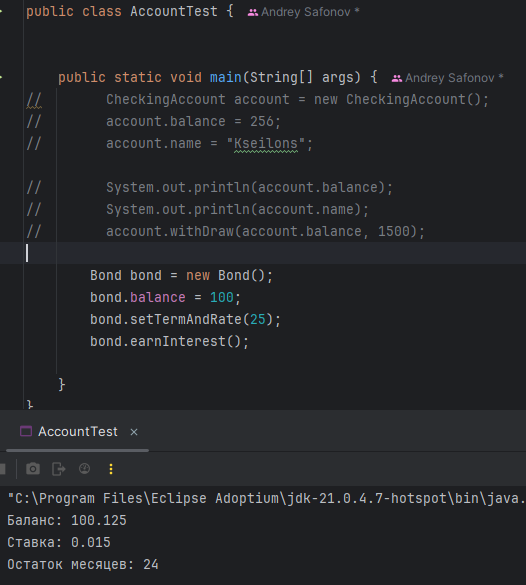 public class AccountTest { Andrey Safonov *
public static void main(String[] args) { Andrey Safonov *
// CheckingAccount account = new CheckingAccount();
// account.balance = 256;
// account.name = "Kseilons";
// System.out.println(account.balance);
// System.out.println(account.name);
// account.withDraw(account.balance, 1500);
Bond bond = new Bond();
bond.balance = 100;
bond.setTermAndRate(25);
bond.earnInterest();
}
}
AccountTest ×
"C:\Program Files\Eclipse Adoptium\jdk-21.0.4.7-hotspot\bin\java.
Баланс: 100.125
Ставка: 0.015
Остаток месяцев: 24